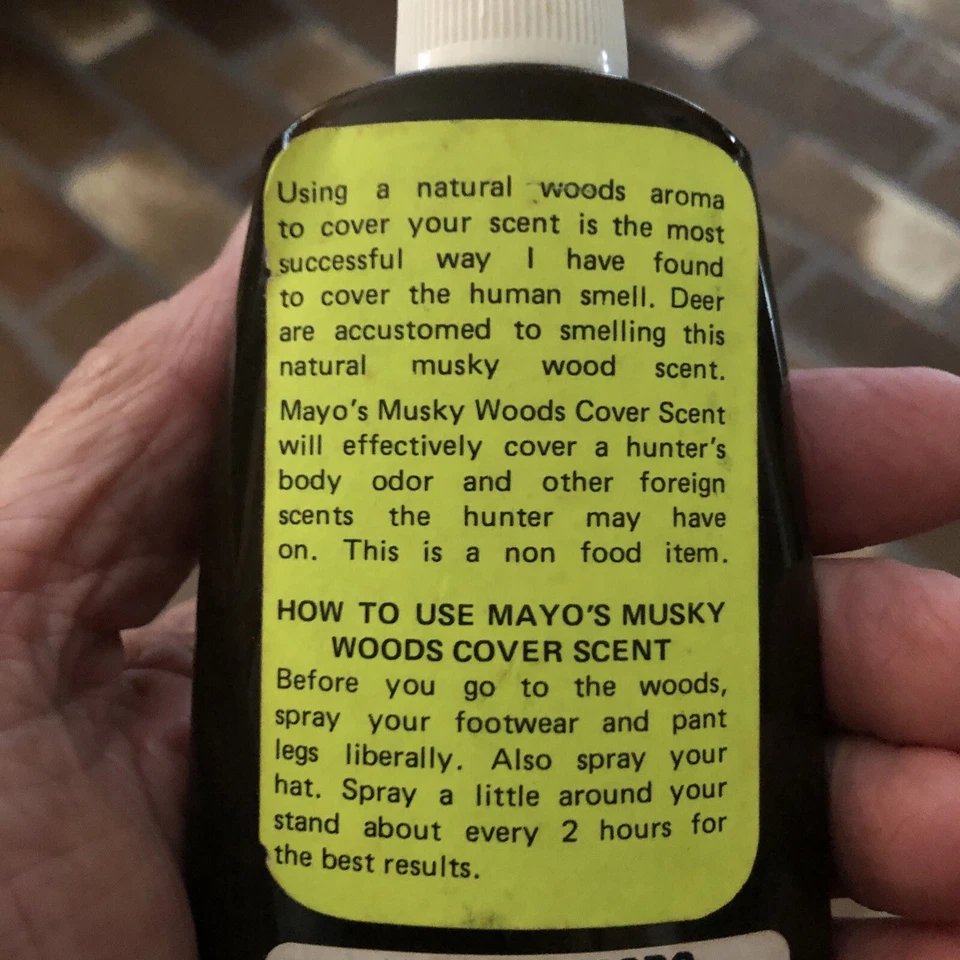 Using a natural woods aroma
to cover your scent is the most
successful way I have found
to cover the human smell. Deer
are accustomed to smelling this
natural musky wood scent.
Mayo's Musky Woods Cover Scent
will effectively cover a hunter's
body odor and other foreign
scents the hunter may have
on. This is a non food item.
HOW TO USE MAYO'S MUSKY
WOODS COVER SCENT
Before you go to the woods,
spray your footwear and pant
legs liberally. Also spray your
hat. Spray a little around your
stand about every 2 hours for
the best results.